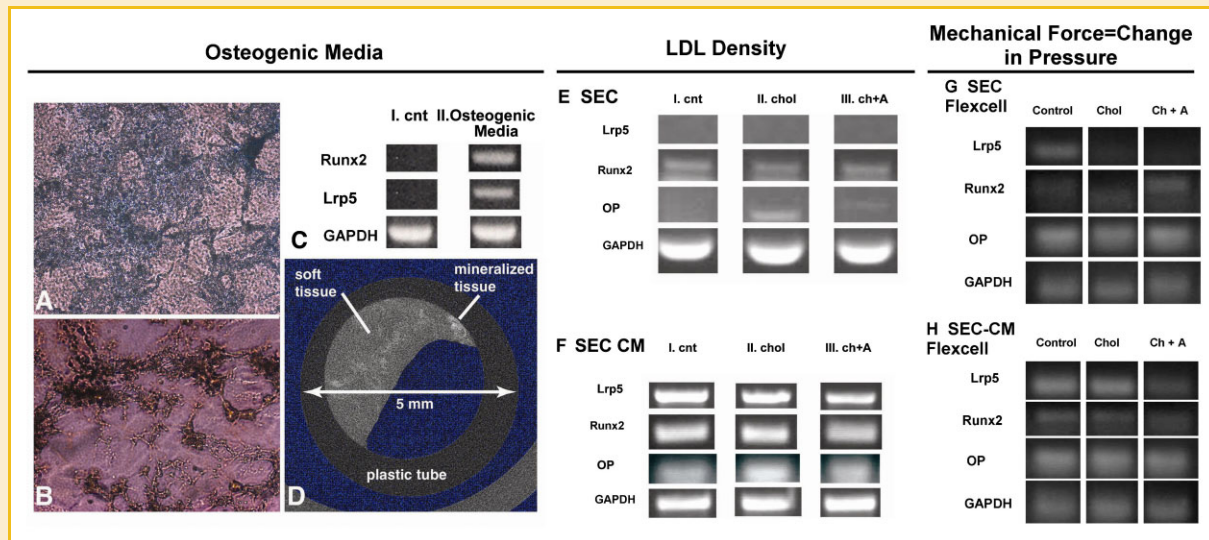 Osteogenic Media
A.
B
I. cnt II.Osteogenic
Media
Runx2
Lrp5
GAPDH
C
soft
tissue
mineralized
tissue
5 mm
plastic tube
D
LDL Density
E SEC
I. cnt II. chol III. ch+A
Lrp5
Runx2
OP
GAPDH
F SEC CM
I. cnt II. chol III. ch+A
Lrp5
Runx2
OP
GAPDH
Mechanical Force=Change
in Pressure
G SEC
Flexcell
Control Chol Ch + A
Lrp5
Runx2
OP
GAPDH
H SEC-CM
Flexcell
Control Chol Ch + A
Lrp5
Runx2
OP
GAPDH